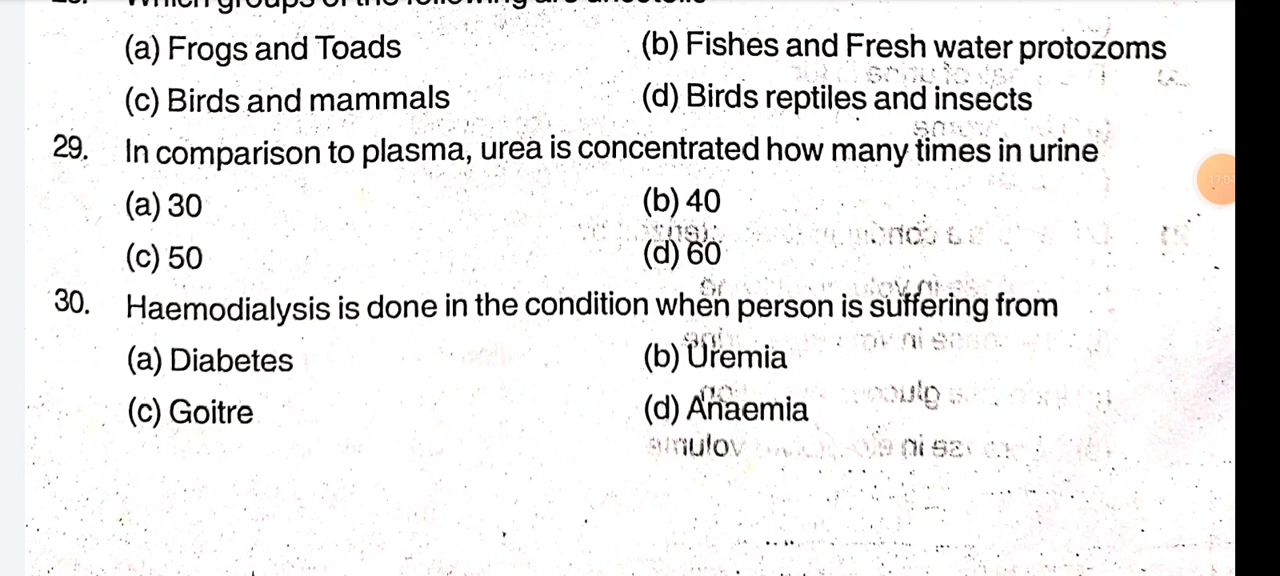 (a) Frogs and Toads (b) Fishes and Fresh water protozoms
(c) Birds and mammals (d) Birds reptiles and insects
29. In comparison to plasma, urea is concentrated how many times in urine
(a) 30 (b) 40
(c) 50 (d) 60
30. Haemodialysis is done in the condition when person is suffering from
(a) Diabetes (b) Uremia
(c) Goitre (d) Anaemia